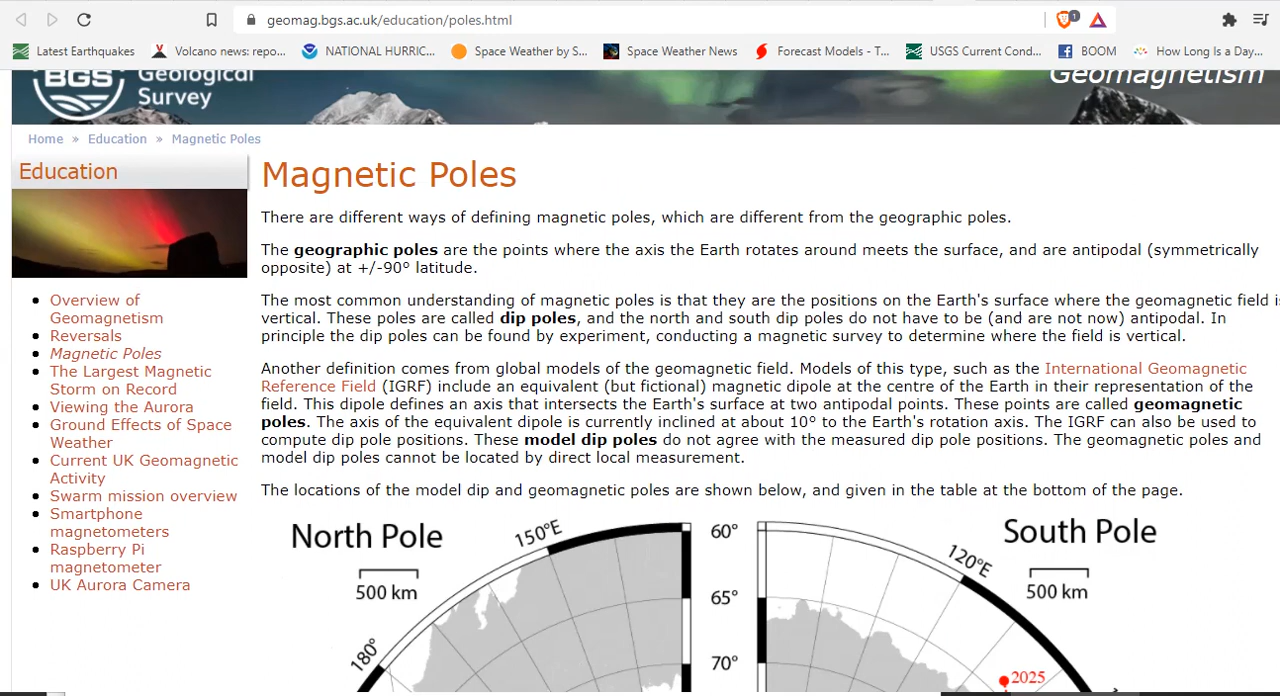 geomag.bgs.ac.uk/education/poles.html
1
Latest Earthquakes
Volcano news: repo...
NATIONAL HURRIC...
Space Weather by S...
Space Weather News
Forecast Models - T...
USGS Current Cond...
BOOM
How Long Is a Day...
BGS
Geological
Survey
Geomagnetism
Home » Education » Magnetic Poles
Education
Overview of
Geomagnetism
Reversals
Magnetic Poles
The Largest Magnetic
Storm on Record
Viewing the Aurora
Ground Effects of Space
Weather
Current UK Geomagnetic
Activity
Swarm mission overview
Smartphone
magnetometers
Raspberry Pi
magnetometer
UK Aurora Camera
Magnetic Poles
There are different ways of defining magnetic poles, which are different from the geographic poles.
The geographic poles are the points where the axis the Earth rotates around meets the surface, and are antipodal (symmetrically
opposite) at +/-90° latitude.
The most common understanding of magnetic poles is that they are the positions on the Earth's surface where the geomagnetic field is
vertical. These poles are called dip poles, and the north and south dip poles do not have to be (and are not now) antipodal. In
principle the dip poles can be found by experiment, conducting a magnetic survey to determine where the field is vertical.
Another definition comes from global models of the geomagnetic field. Models of this type, such as the International Geomagnetic
Reference Field (IGRF) include an equivalent (but fictional) magnetic dipole at the centre of the Earth in their representation of the
field. This dipole defines an axis that intersects the Earth's surface at two antipodal points. These points are called geomagnetic
poles. The axis of the equivalent dipole is currently inclined at about 10° to the Earth's rotation axis. The IGRF can also be used to
compute dip pole positions. These model dip poles do not agree with the measured dip pole positions. The geomagnetic poles and
model dip poles cannot be located by direct local measurement.
The locations of the model dip and geomagnetic poles are shown below, and given in the table at the bottom of the page.
North Pole
500 km
150°E
180°
60°
65°
70°
South Pole
500 km
120°E
2025